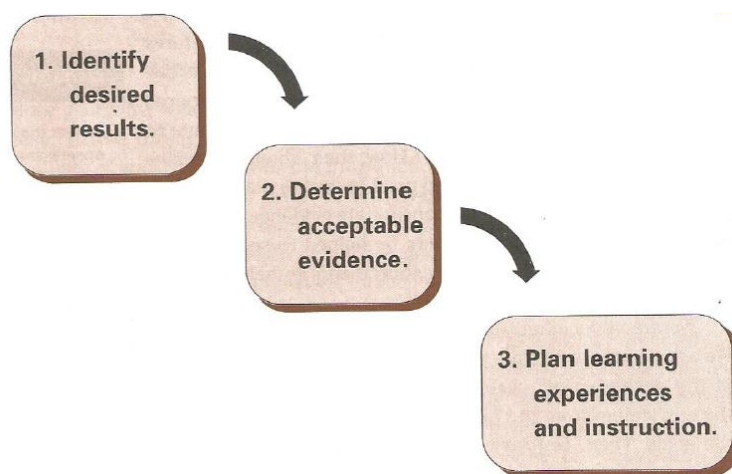 1. Identify
desired
results.
2. Determine
acceptable
evidence.
3. Plan learning
experiences
and instruction.